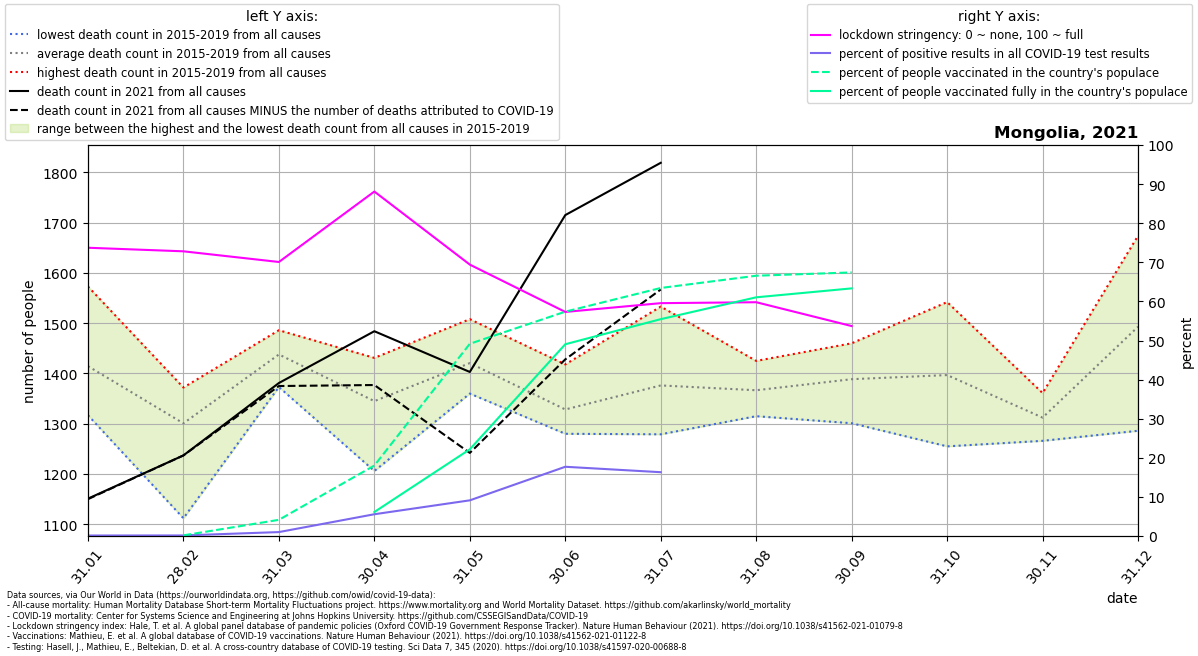 left Y axis:
lowest death count in 2015-2019 from all causes
average death count in 2015-2019 from all causes
highest death count in 2015-2019 from all causes
death count in 2021 from all causes
death count in 2021 from all causes MINUS the number of deaths attributed to COVID-19
range between the highest and the lowest death count from all causes in 2015-2019
right Y axis:
lockdown stringency: 0 ~ none, 100 ~ full
percent of positive results in all COVID-19 test results
percent of people vaccinated in the country's populace
percent of people vaccinated fully in the country's populace
Mongolia, 2021
number of people
1800
1700
1600
1500
1400
1300
1200
1100
100
90
80
70
60
50
40
30
20
10
0
percent
31.01
28.02
31.03
30.04
31.05
30.06
31.07
31.08
30.09
31.10
30.11
31.12
date
Data sources, via Our World in Data (https://ourworldindata.org, https://github.com/owid/covid-19-data):
- All-cause mortality: Human Mortality Database Short-term Mortality Fluctuations project. https://www.mortality.org and World Mortality Dataset. https://github.com/akarlinsky/world_mortality
- COVID-19 mortality: Center for Systems Science and Engineering at Johns Hopkins University. https://github.com/CSSEGISandData/COVID-19
- Lockdown stringency index: Hale, T. et al. A global panel database of pandemic policies (Oxford COVID-19 Government Response Tracker). Nature Human Behaviour (2021). https://doi.org/10.1038/s41562-021-01079-8
- Vaccinations: Mathieu, E. et al. A global database of COVID-19 vaccinations. Nature Human Behaviour (2021). https://doi.org/10.1038/s41562-021-01122-8
- Testing: Hasell, J., Mathieu, E., Beltekian, D. et al. A cross-country database of COVID-19 testing. Sci Data 7, 345 (2020). https://doi.org/10.1038/s41597-020-00688-8